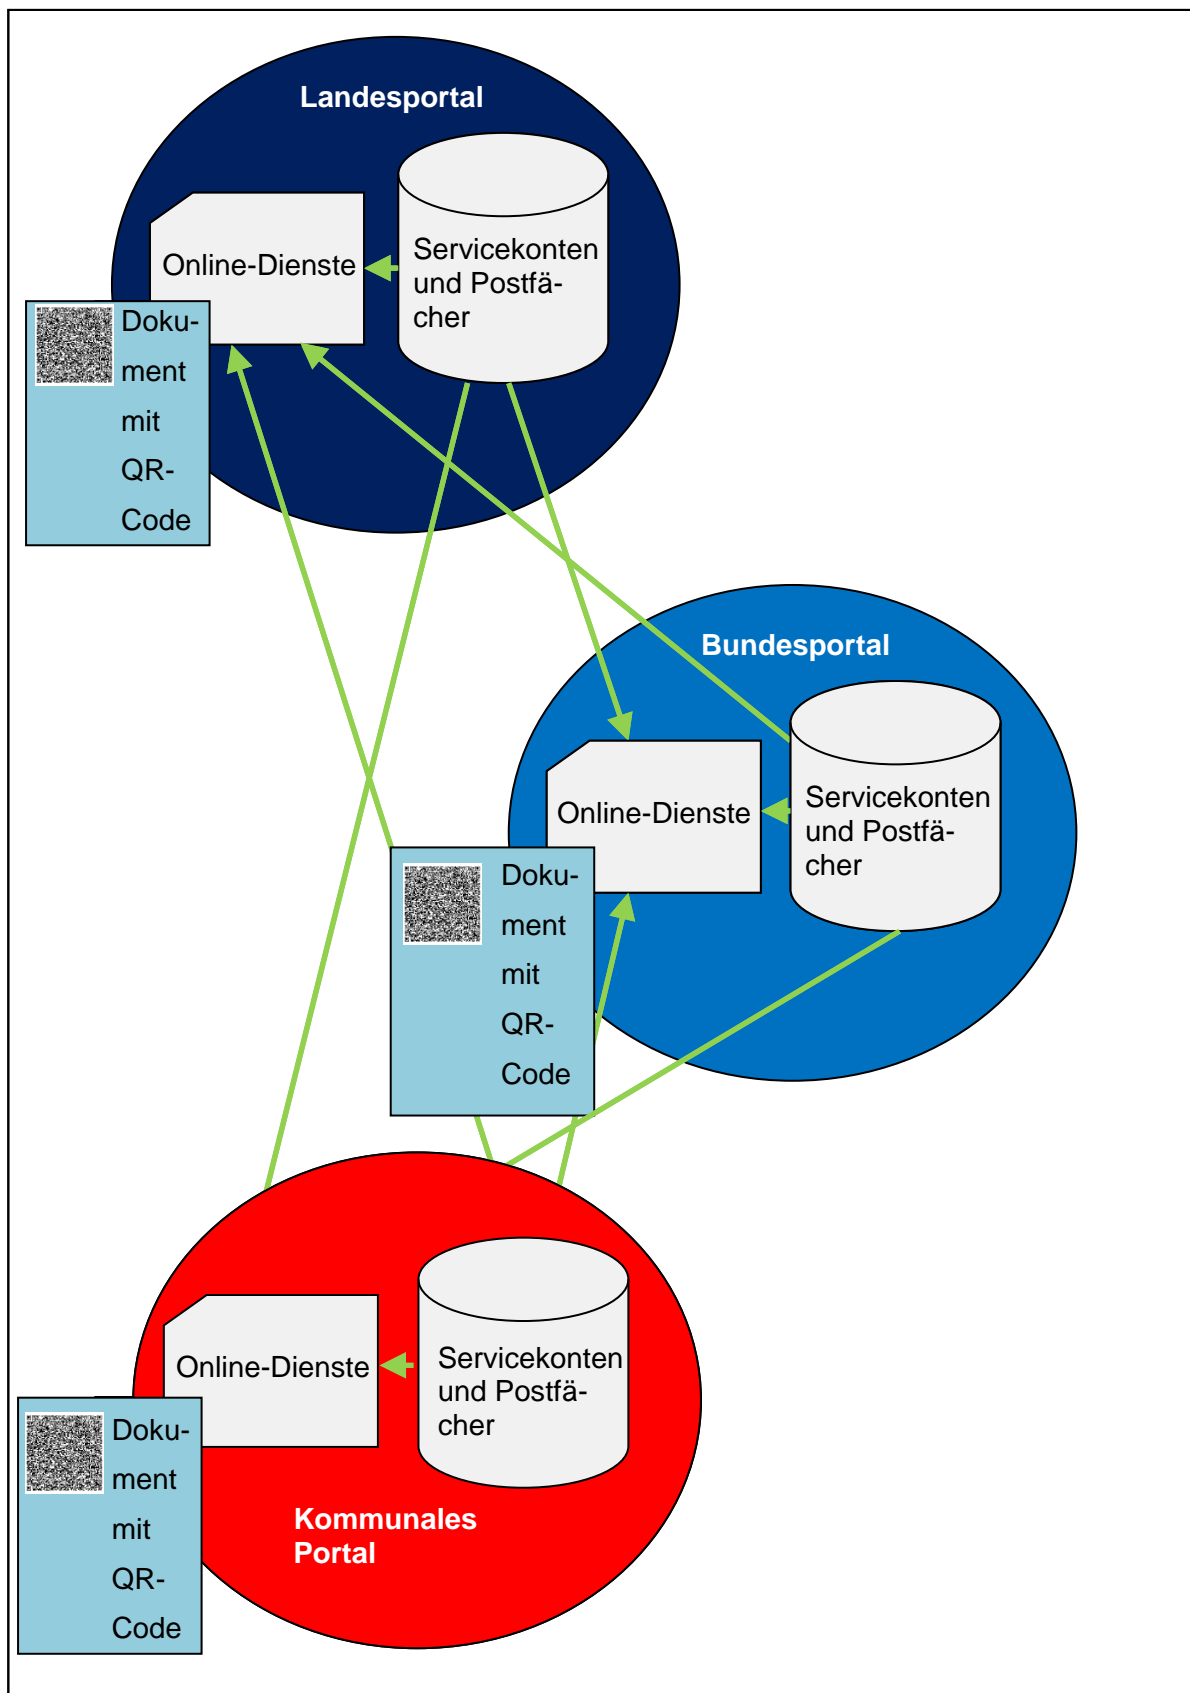 Landesportal
Online-Dienste
Servicekonten
und Postfä-
cher
Doku-
ment
mit
QR-
Code
Bundesportal
Online-Dienste
Servicekonten
und Postfä-
cher
Doku-
ment
mit
QR-
Code
Online-Dienste
Servicekonten
und Postfä-
cher
Doku-
ment
mit
QR-
Code
Kommunales
Portal